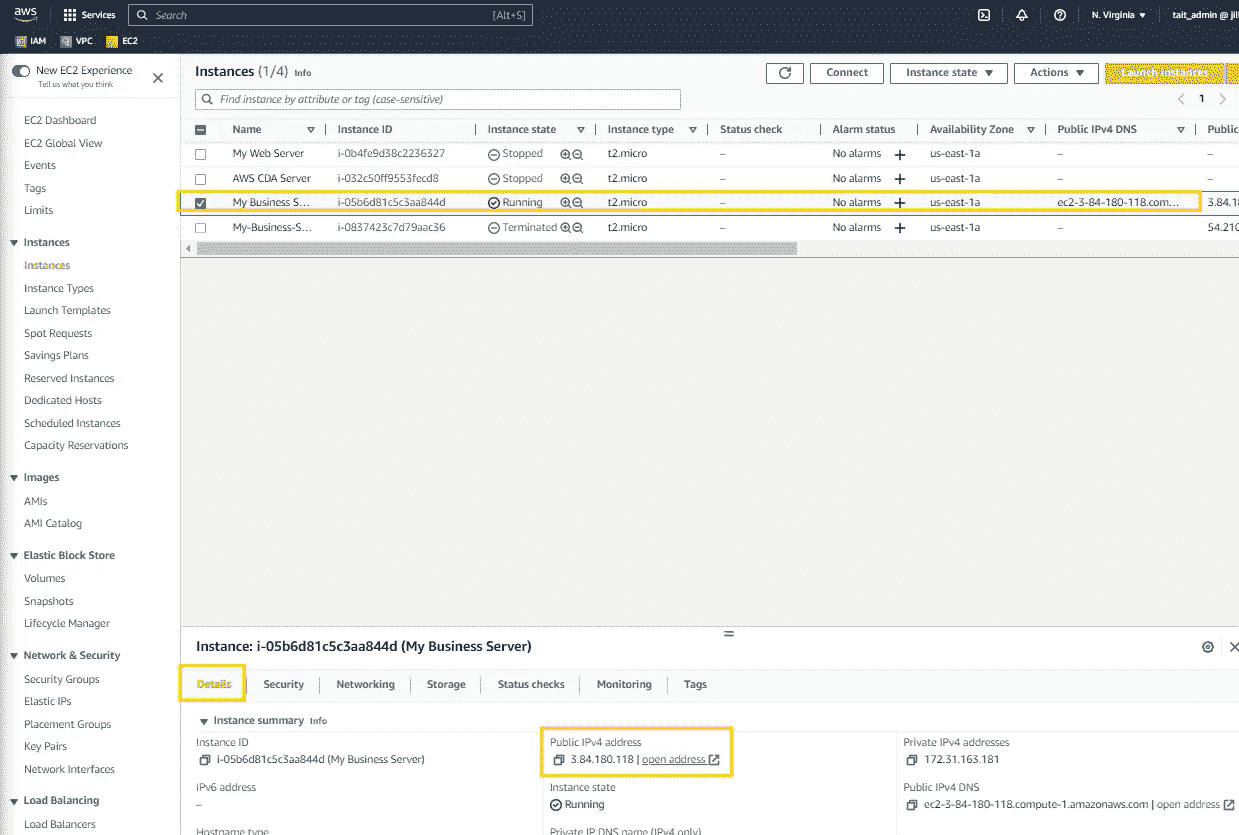 aws Services Search [Alt+S] N. Virginia tait_admin @ jil
IAM VPC EC2
New EC2 Experience
Tell us what you think
EC2 Dashboard
EC2 Global View
Events
Tags
Limits
Instances
Instances
Instance Types
Launch Templates
Spot Requests
Savings Plans
Reserved Instances
Dedicated Hosts
Scheduled Instances
Capacity Reservations
Images
AMIs
AMI Catalog
Elastic Block Store
Volumes
Snapshots
Lifecycle Manager
Network & Security
Security Groups
Elastic IPs
Placement Groups
Key Pairs
Network Interfaces
Load Balancing
Load Balancers
Instances (1/4) Info Connect Instance state Actions Launch instances
Find instance by attribute or tag (case-sensitive) 1
Name Instance ID Instance state Instance type Status check Alarm status Availability Zone Public IPv4 DNS Public
My Web Server i-0b4fe9d38c2236327 Stopped t2.micro – No alarms + us-east-1a – –
AWS CDA Server i-032c50ff9553fecd8 Stopped t2.micro – No alarms + us-east-1a – –
My Business S... i-05b6d81c5c3aa844d Running t2.micro – No alarms + us-east-1a ec2-3-84-180-118.com... 3.84.18
My-Business-S... i-0837423c7d79aac36 Terminated t2.micro – No alarms + us-east-1a – 54.210
Instance: i-05b6d81c5c3aa844d (My Business Server)
Details Security Networking Storage Status checks Monitoring Tags
Instance summary Info
Instance ID
i-05b6d81c5c3aa844d (My Business Server)
IPv6 address
–
Hostname type
Public IPv4 address
3.84.180.118 | open address
Instance state
Running
Private IP DNS name (IPv4 only)
Private IPv4 addresses
172.31.163.181
Public IPv4 DNS
ec2-3-84-180-118.compute-1.amazonaws.com | open address